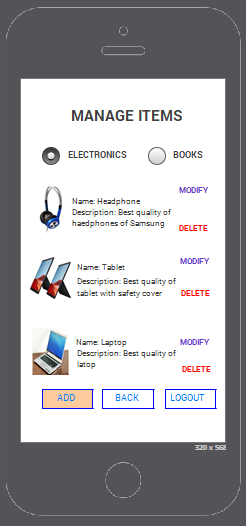 MANAGE ITEMS
ELECTRONICS
BOOKS
MODIFY
Name: Headphone
Description: Best quality of
haedphones of Samsung
DELETE
MODIFY
Name: Tablet
Description: Best quality of
tablet with safety cover
DELETE
MODIFY
Name: Laptop
Description: Best quality of
latop
DELETE
ADD
BACK
LOGOUT
320 x 568